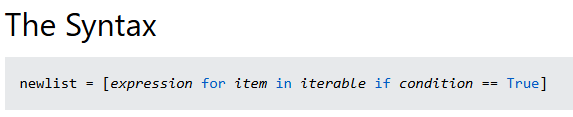 The Syntax
newlist = [expression for item in iterable if condition == True]